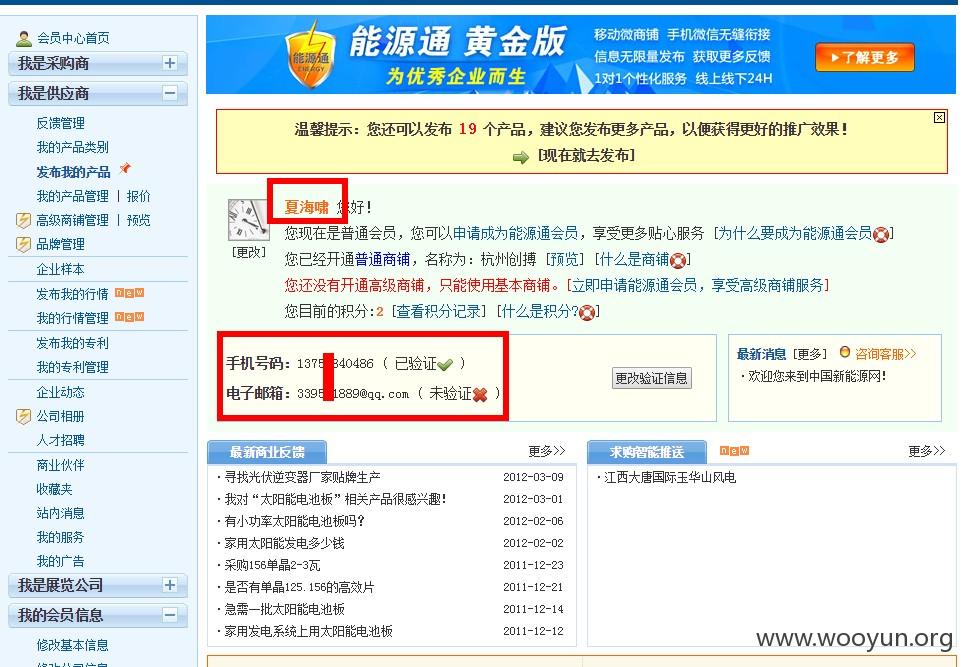 会员中心首页
我是采购商
我是供应商
反馈管理
我的产品类别
发布我的产品
我的产品管理 | 报价
高级商铺管理 | 预览
品牌管理
企业样本
发布我的行情 new
我的行情管理 new
发布我的专利
我的专利管理
企业动态
公司相册
人才招聘
商业伙伴
收藏夹
站内消息
我的服务
我的广告
我是展览公司
我的会员信息
修改基本信息
能源通
ENERGY
能源通 黄金版
为优秀企业而生
移动微商铺 手机微信无缝衔接
信息无限量发布 获取更多反馈
1对1个性化服务 线上线下24H
了解更多
温馨提示：您还可以发布 19 个产品，建议您发布更多产品，以便获得更好的推广效果！
[现在就去发布]
[更改]
夏海啸 您好！
您现在是普通会员，您可以申请成为能源通会员，享受更多贴心服务 [为什么要成为能源通会员]
您已经开通普通商铺，名称为：杭州创搏 [预览] [什么是商铺]
您还没有开通高级商铺，只能使用基本商铺。[立即申请能源通会员，享受高级商铺服务]
您目前的积分:2 [查看积分记录] [什么是积分?]
手机号码：1375 840486 ( 已验证 )
电子邮箱：3395 1889@qq.com ( 未验证 )
更改验证信息
最新消息 [更多] 咨询客服>>
·欢迎您来到中国新能源网！
最新商业反馈 更多>>
·寻找光伏逆变器厂家贴牌生产 2012-03-09
·我对“太阳能电池板”相关产品很感兴趣！ 2012-03-01
·有小功率太阳能电池板吗？ 2012-02-06
·家用太阳能发电多少钱 2012-02-02
·采购156单晶2-3瓦 2011-12-23
·是否有单晶125.156的高效片 2011-12-21
·急需一批太阳能电池板 2011-12-14
·家用发电系统上用太阳能电池板 2011-12-12
求购智能推送 new 更多>>
·江西大唐国际玉华山风电
www.wooyun.org